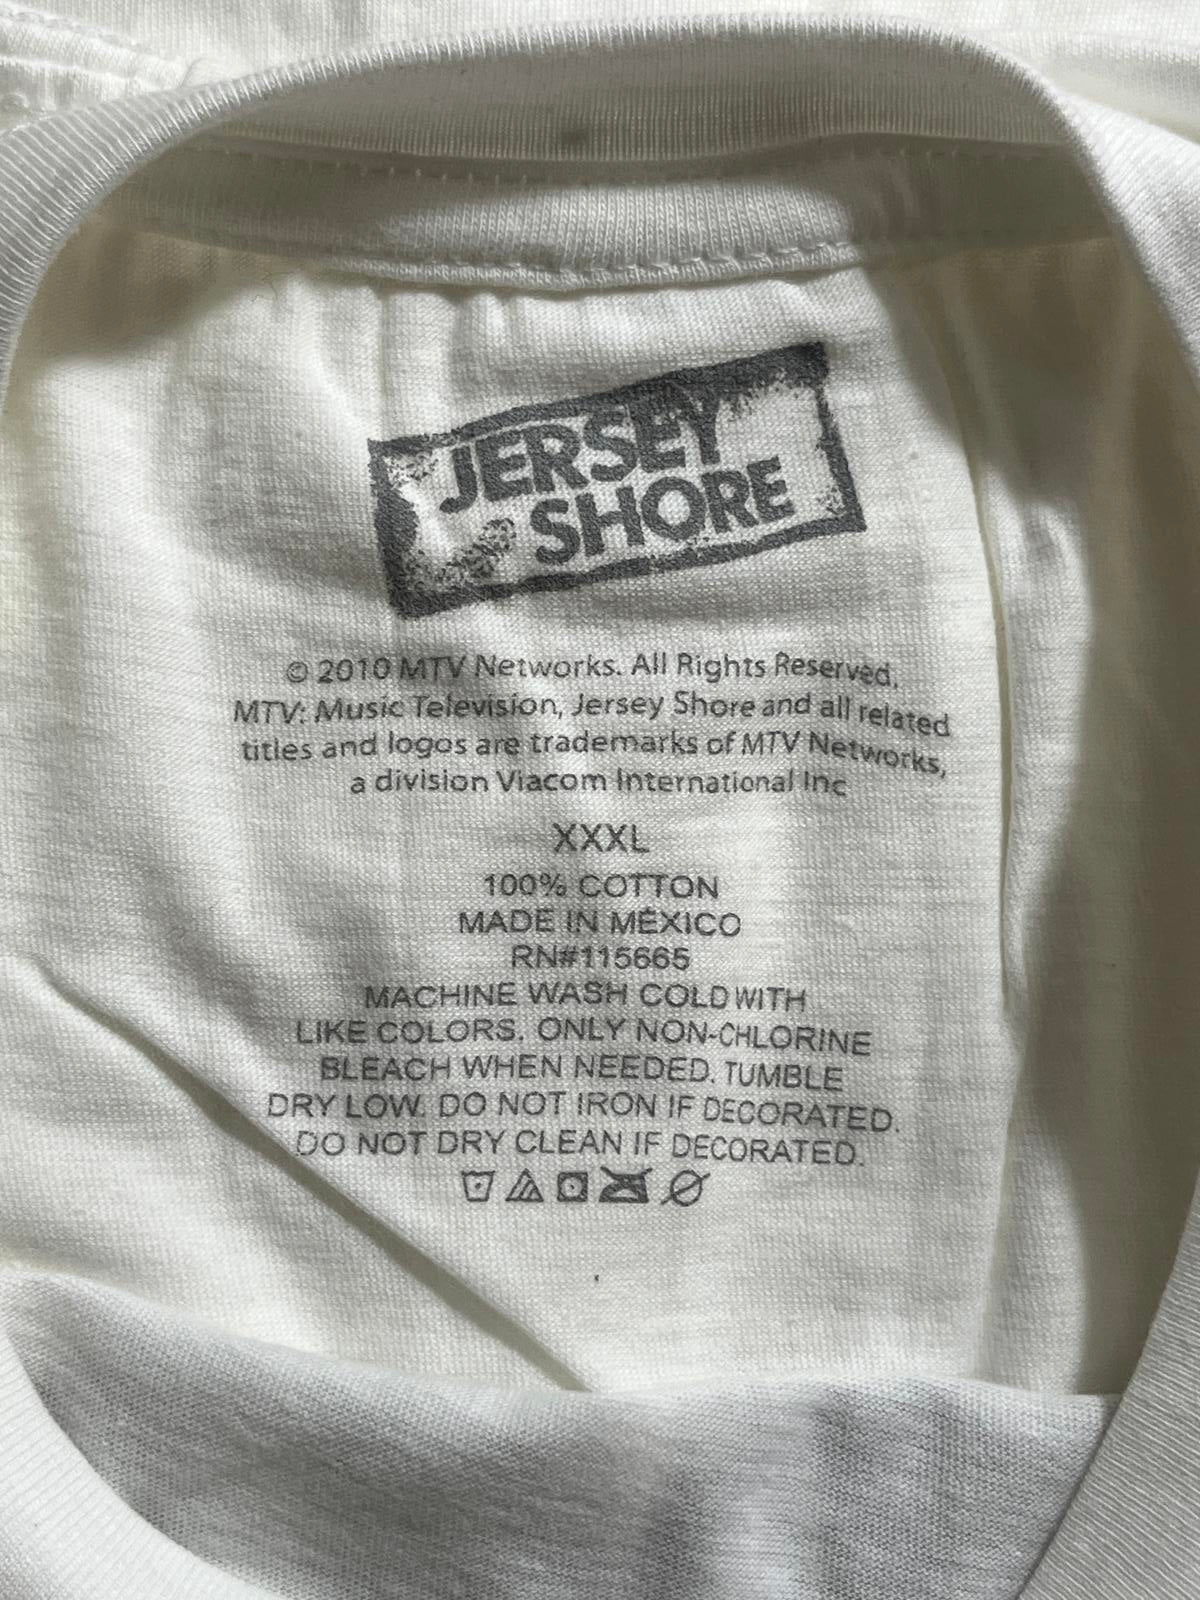 JERSEY
SHORE
© 2010 MTV Networks. All Rights Reserved.
MTV: Music Television, Jersey Shore and all related
titles and logos are trademarks of MTV Networks,
a division Viacom International Inc
XXXL
100% COTTON
MADE IN MÉXICO
RN#115665
MACHINE WASH COLD WITH
LIKE COLORS. ONLY NON-CHLORINE
BLEACH WHEN NEEDED. TUMBLE
DRY LOW. DO NOT IRON IF DECORATED.
DO NOT DRY CLEAN IF DECORATED.